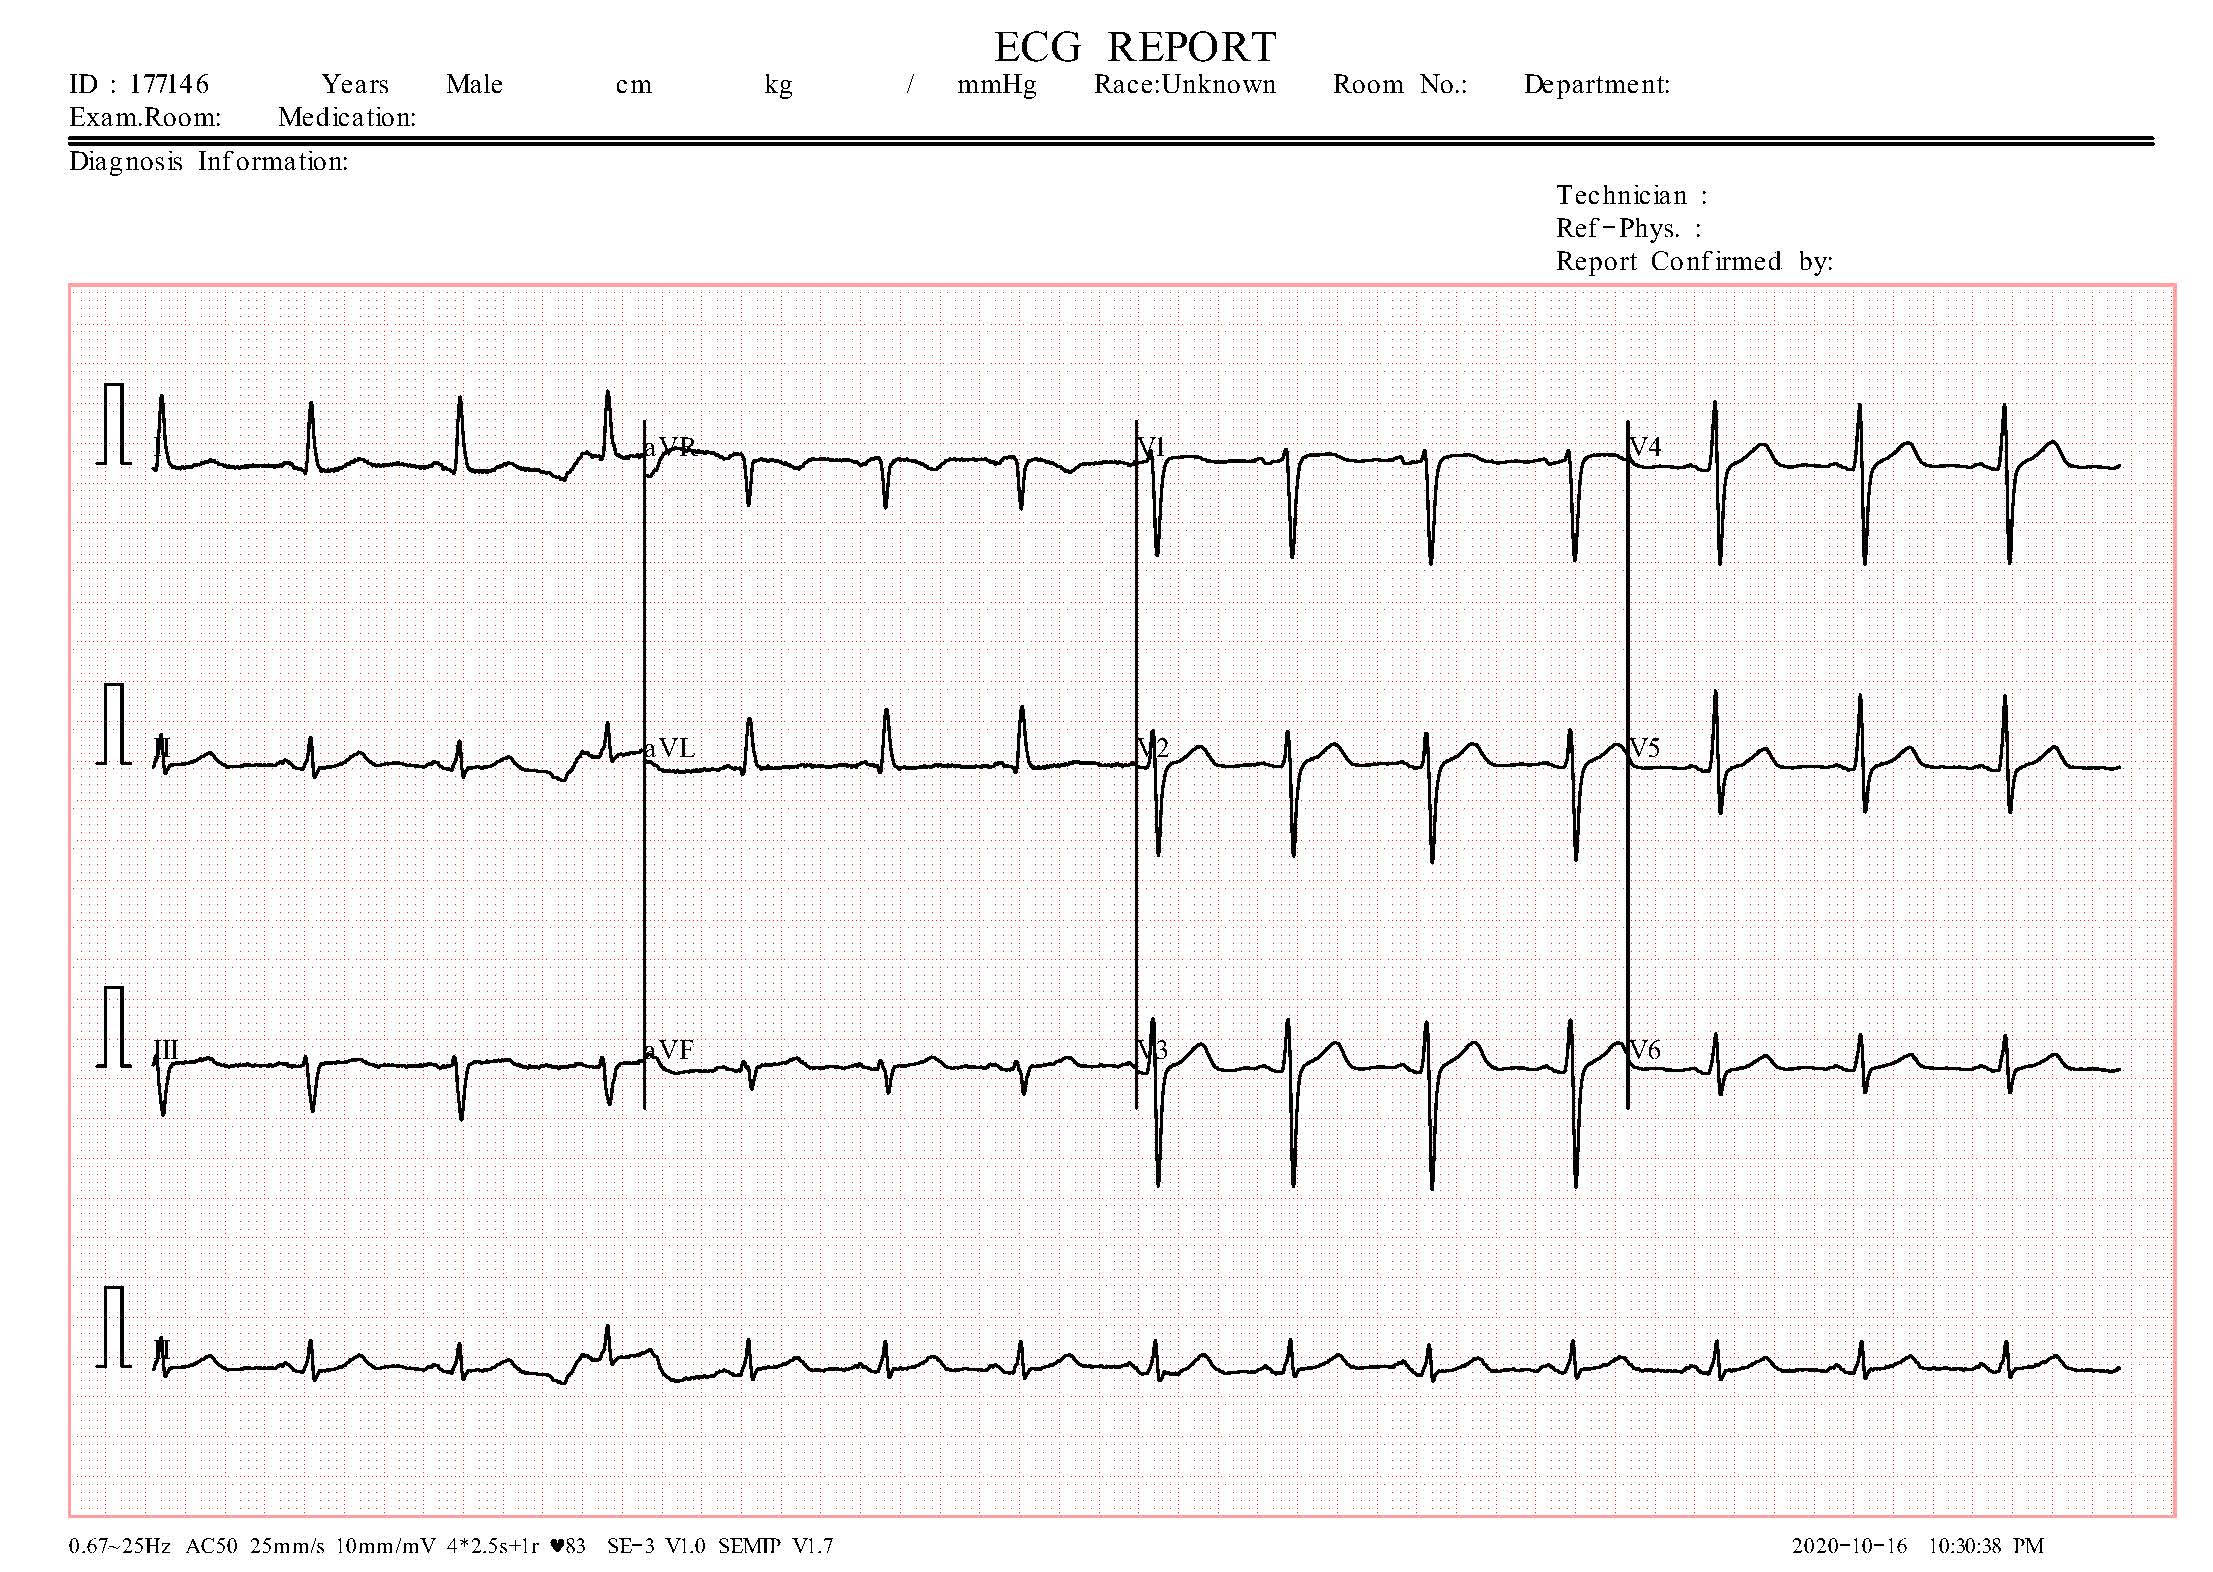 ECG REPORT
ID : 177146 Years Male cm kg / mmHg Race:Unknown Room No.: Department:
Exam.Room: Medication:
Diagnosis Information:
Technician :
Ref-Phys. :
Report Confirmed by:
aVR V1 V4
II aVL V2 V5
III aVF V3 V6
II
0.67~25Hz AC50 25mm/s 10mm/mV 4*2.5s+1r ♥83 SE-3 V1.0 SEMIP V1.7 2020-10-16 10:30:38 PM